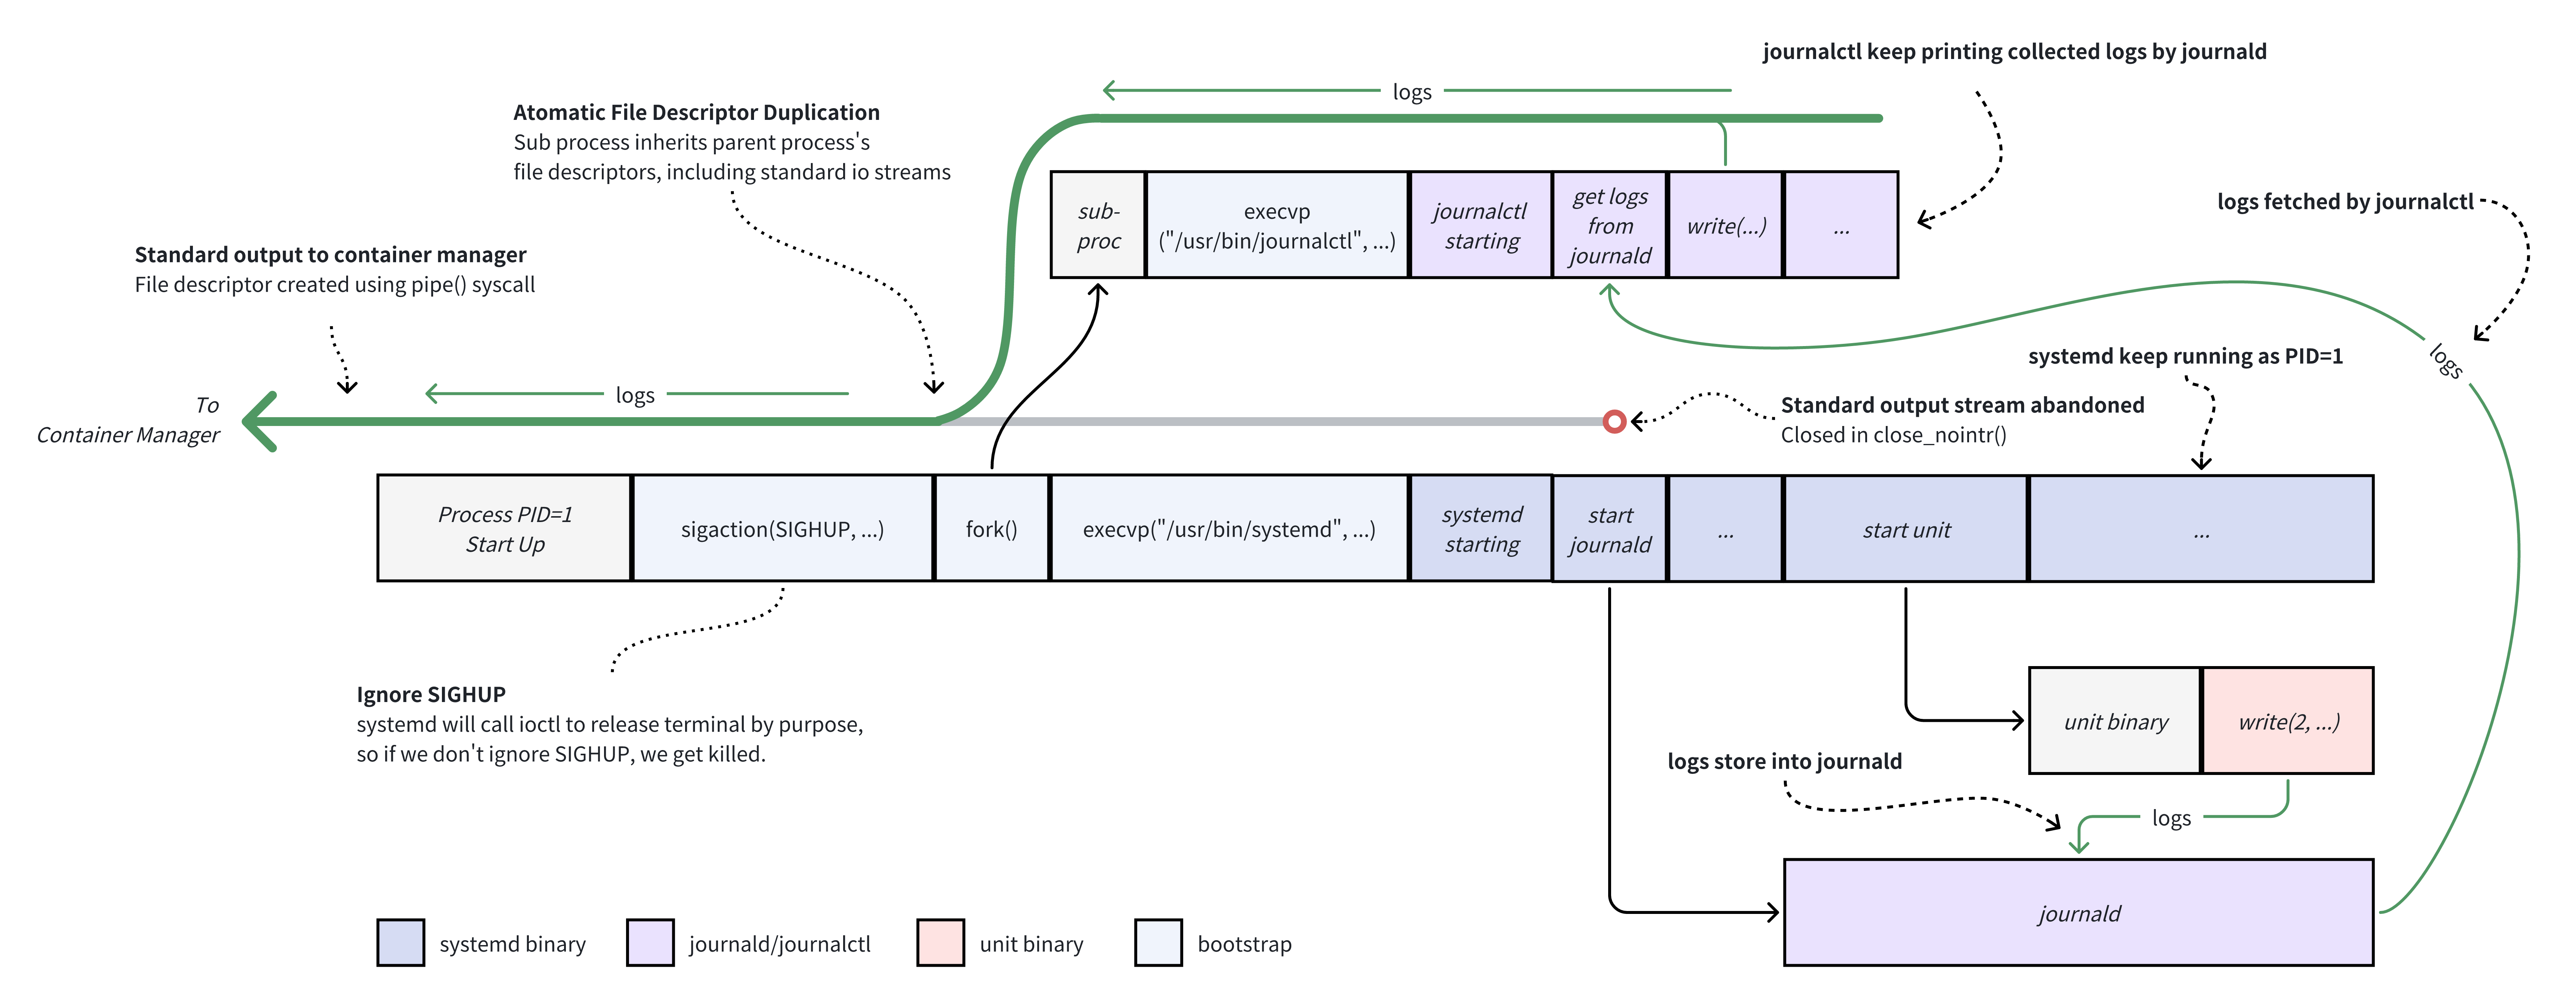 journalctl keep printing collected logs by journald
logs
Atomatic File Descriptor Duplication
Sub process inherits parent process's
file descriptors, including standard io streams
sub-
proc
execvp
("/usr/bin/journalctl", ...)
journalctl
starting
get logs
from
journald
write(...)
...
logs fetched by journalctl
Standard output to container manager
File descriptor created using pipe() syscall
logs
systemd keep running as PID=1
logs
To
Container Manager
Standard output stream abandoned
Closed in close_nointr()
Process PID=1
Start Up
sigaction(SIGHUP, ...)
fork()
execvp("/usr/bin/systemd", ...)
systemd
starting
start
journald
...
start unit
...
Ignore SIGHUP
systemd will call ioctl to release terminal by purpose,
so if we don't ignore SIGHUP, we get killed.
unit binary
write(2, ...)
logs store into journald
logs
journald
systemd binary
journald/journalctl
unit binary
bootstrap